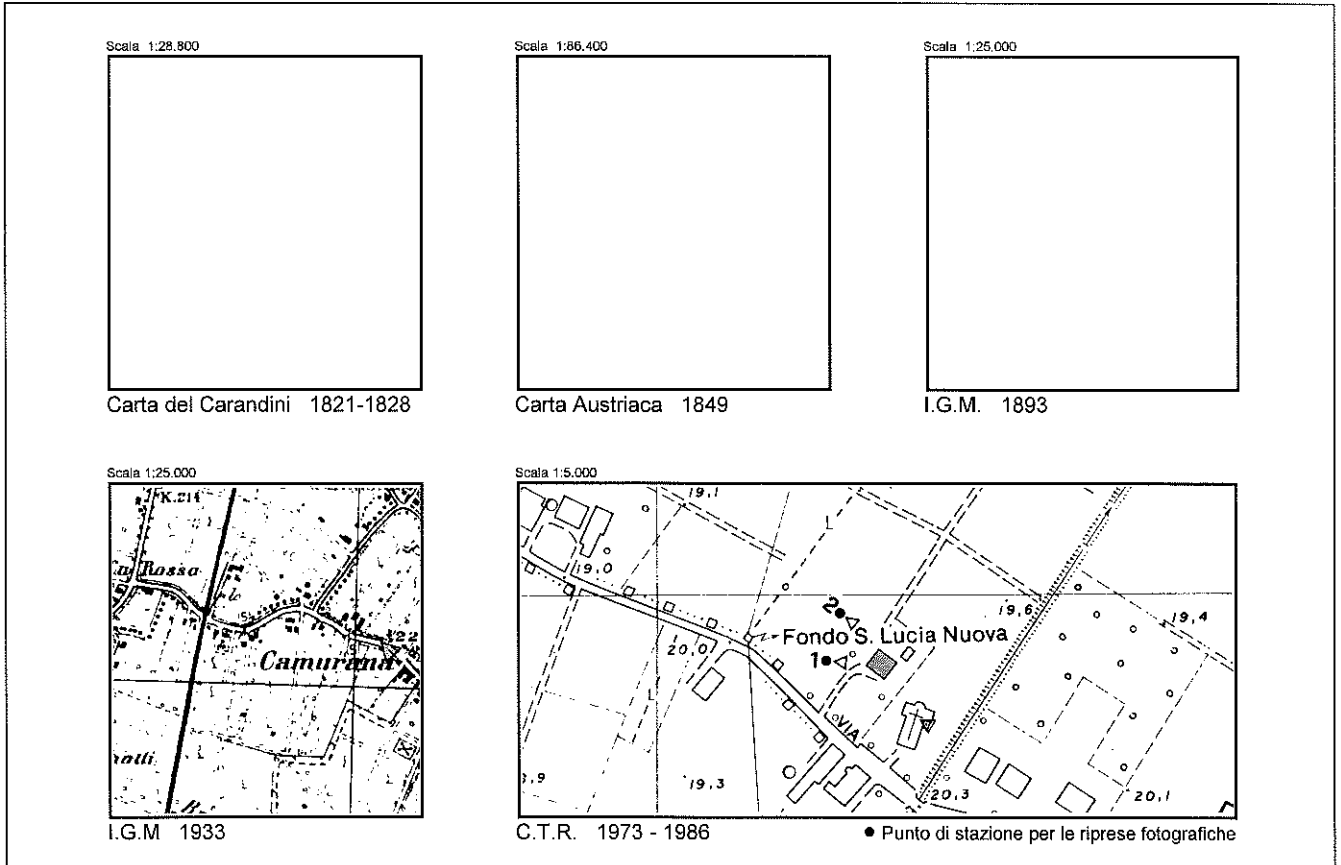 Scala 1:28.800
Scala 1:86.400
Scala 1:25.000
Carta del Carandini 1821-1828
Carta Austriaca 1849
I.G.M. 1893
Scala 1:25.000
Scala 1:5.000
K.214
Rossa
Camurana
22
I.G.M 1933
19,1
L
19,0
2
19,6
19,4
Fondo S. Lucia Nuova
20,0
1
L
VIA
19,3
20,3
20,1
C.T.R. 1973 - 1986
● Punto di stazione per le riprese fotografiche